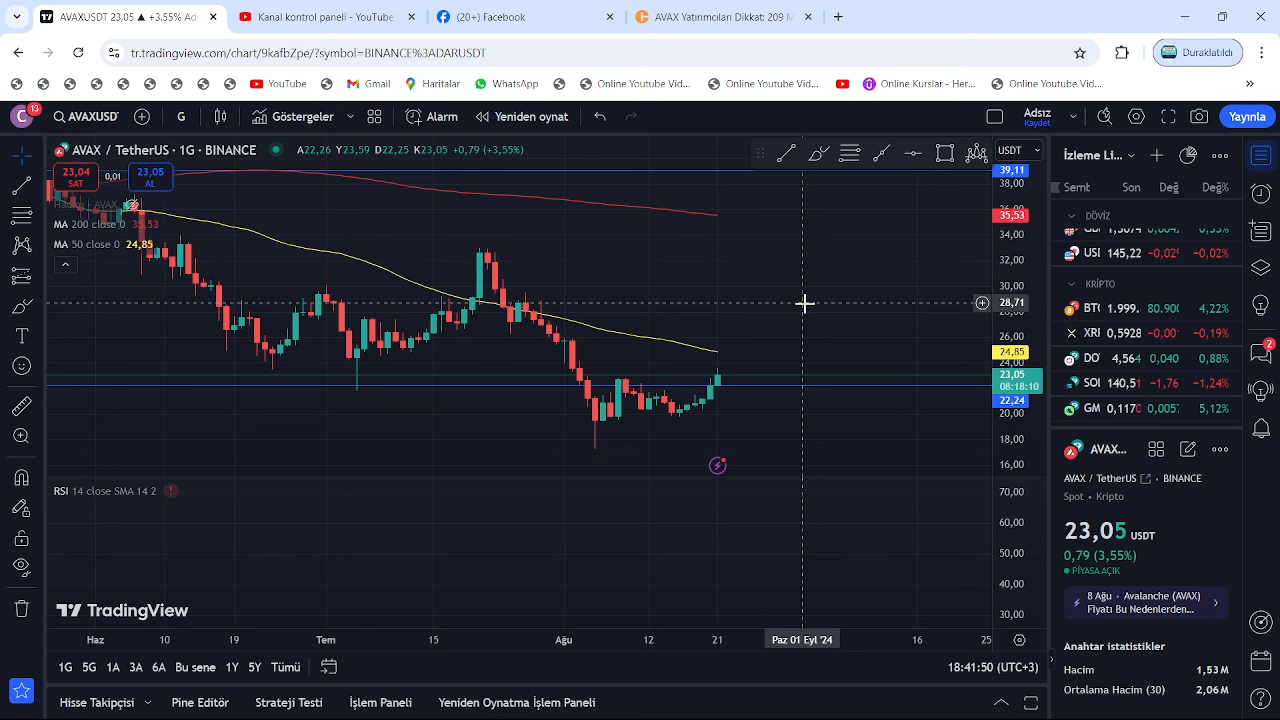 AVAXUSDT 23,05 ▲ +3.55% Ad
Kanal kontrol paneli - YouTube
(20+) Facebook
AVAX Yatırımcıları Dikkat: 209 M
tr.tradingview.com/chart/9kafbZpe/?symbol=BINANCE%3ADARUSDT
Duraklatıldı
YouTube
Gmail
Haritalar
WhatsApp
Online Youtube Vid...
Online Youtube Vid...
Online Kurslar - Her...
Online Youtube Vid...
C
13
AVAXUSD
G
Göstergeler
Alarm
Yeniden oynat
Adsız
Kaydet
Yayınla
AVAX / TetherUS · 1G · BINANCE
A22,26 Y23,59 D22,25 K23,05 +0,79 (+3,55%)
23,04
SAT
0,01
23,05
AL
MA 200 close 0 35,53
MA 50 close 0 24,85
RSI 14 close SMA 14 2
USDT
39,11
38,00
36,00
35,53
34,00
32,00
30,00
28,71
28,00
26,00
24,85
24,00
23,05
08:18:10
22,24
20,00
18,00
16,00
70,00
60,00
50,00
40,00
30,00
TradingView
Haz
10
19
Tem
15
Ağu
12
21
Paz 01 Eyl '24
16
25
1G
5G
1A
3A
6A
Bu sene
1Y
5Y
Tümü
18:41:50 (UTC+3)
Hisse Takipçisi
Pine Editör
Strateji Testi
İşlem Paneli
Yeniden Oynatma İşlem Paneli
İzleme Li...
Semb
Son
Değ
Değ%
DÖVİZ
USI 145,22 −0,02% −0,02%
KRİPTO
BTC 1.999. 80.900 4,22%
XRI 0,5928 −0,00 −0,19%
DO 4,564 0,040 0,88%
SOI 140,51 −1,76 −1,24%
GM 0,1170 0,0057 5,12%
2
AVAX...
AVAX / TetherUS
BINANCE
Spot • Kripto
23,05 USDT
0,79 (3,55%)
PİYASA AÇIK
8 Ağu • Avalanche (AVAX)
Fiyatı Bu Nedenlerden...
Anahtar istatistikler
Hacim 1,53 M
Ortalama Hacim (30) 2,06 M